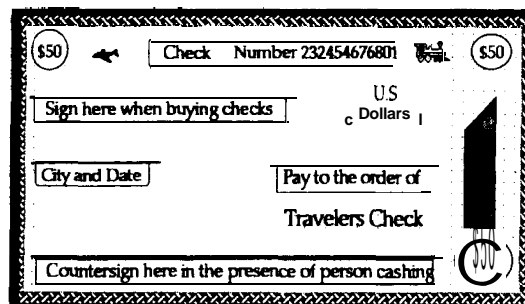 $50 Check Number 232454676801 $50
U.S
Sign here when buying checks
c Dollars l
City and Date
Pay to the order of
Travelers Check
Countersign here in the presence of person cashing